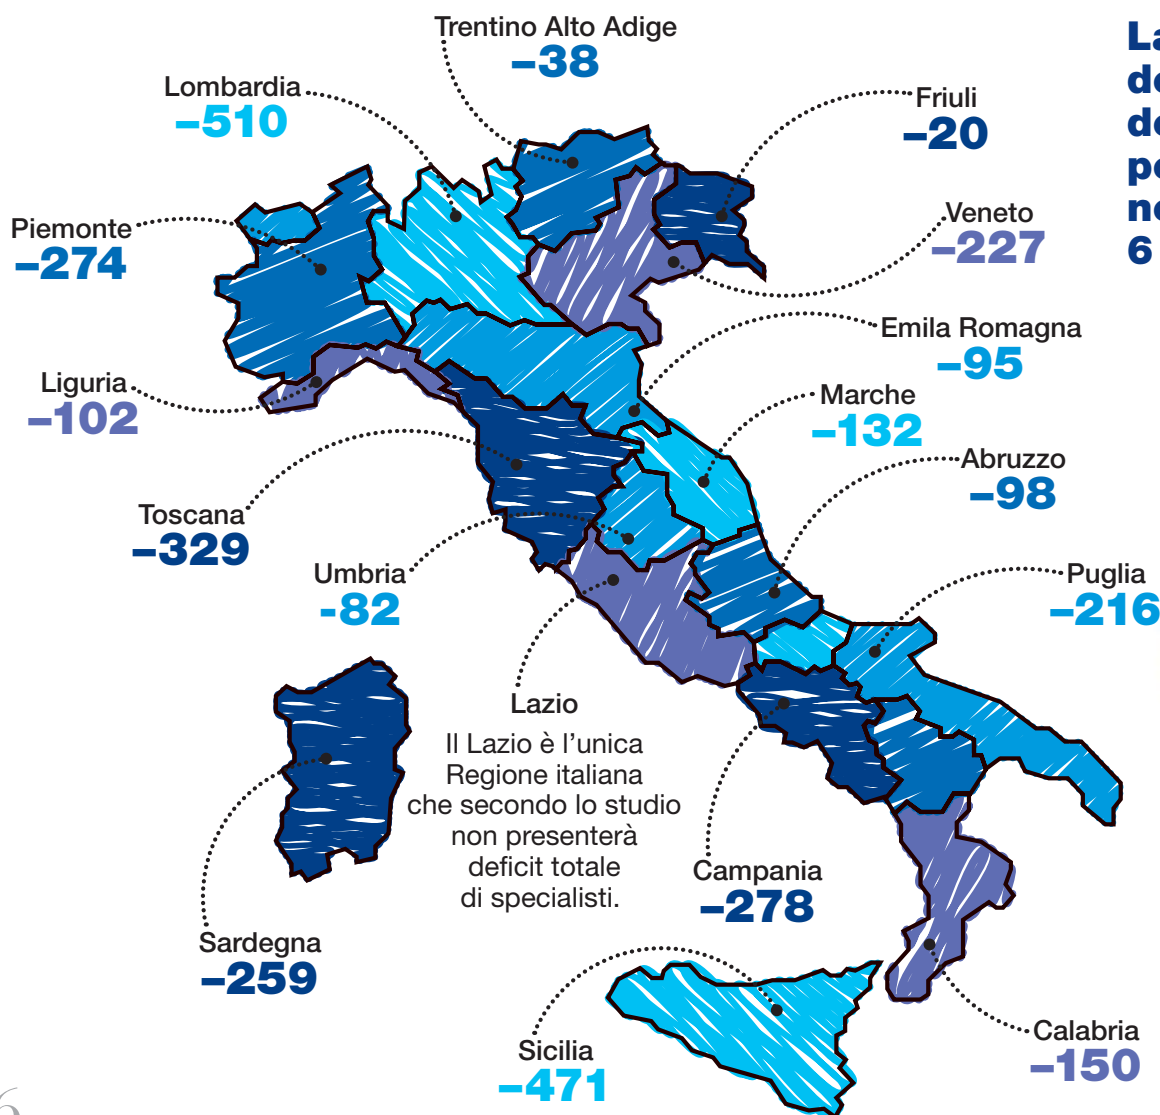 Trentino Alto Adige
–38
Lombardia
–510
Friuli
–20
Piemonte
–274
Veneto
–227
Emila Romagna
–95
Liguria
–102
Marche
–132
Abruzzo
–98
Toscana
–329
Umbria
-82
Puglia
–216
Lazio
Il Lazio è l’unica
Regione italiana
che secondo lo studio
non presenterà
deficit totale
di specialisti.
Campania
–278
Sardegna
–259
Sicilia
–471
Calabria
–150
La
6